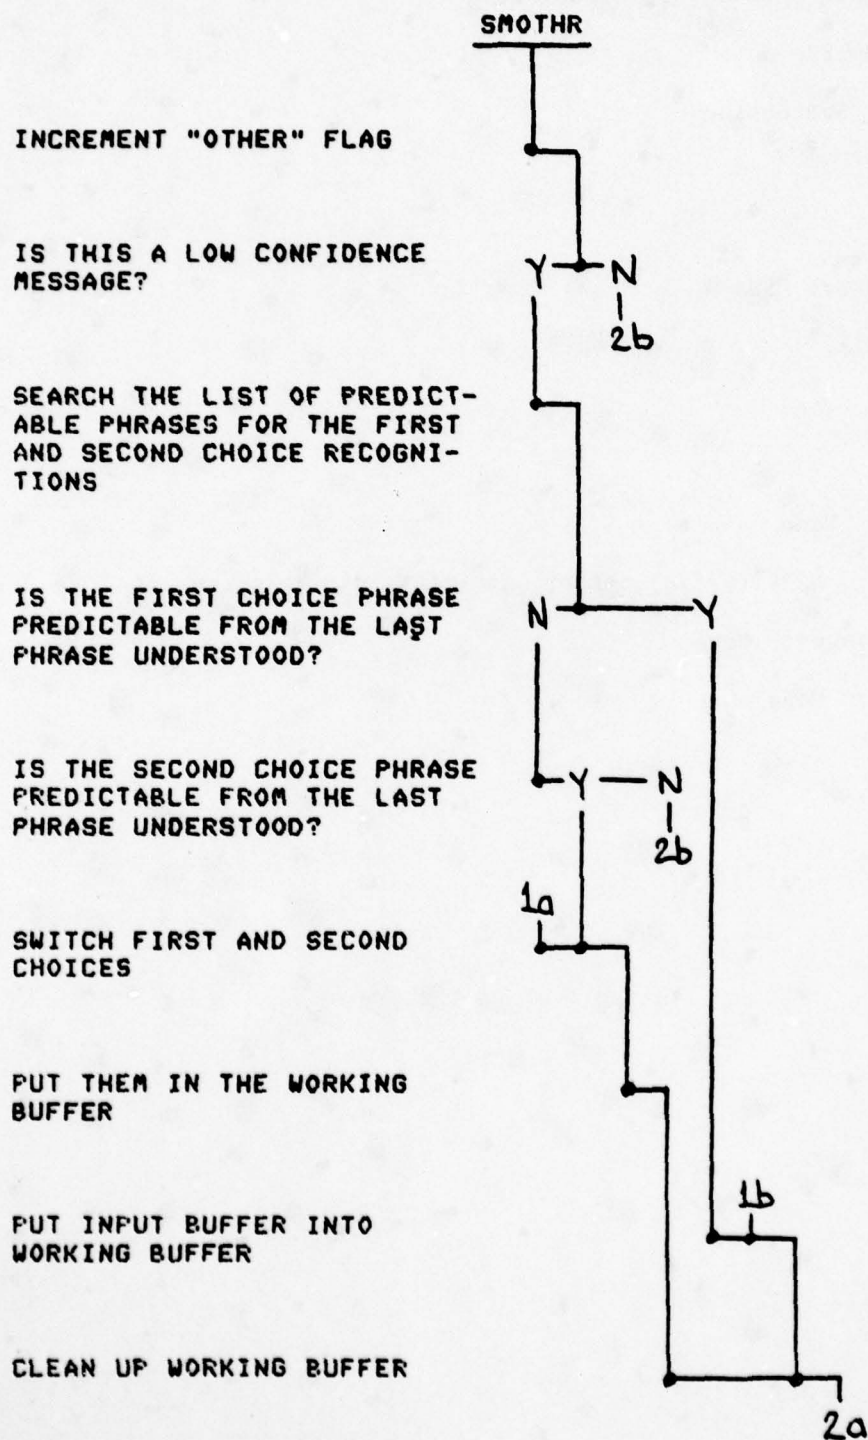 SMOTHR
INCREMENT "OTHER" FLAG
IS THIS A LOW CONFIDENCE
MESSAGE?
Y N
2b
SEARCH THE LIST OF PREDICT-
ABLE PHRASES FOR THE FIRST
AND SECOND CHOICE RECOGNI-
TIONS
IS THE FIRST CHOICE PHRASE
PREDICTABLE FROM THE LAST
PHRASE UNDERSTOOD?
N Y
IS THE SECOND CHOICE PHRASE
PREDICTABLE FROM THE LAST
PHRASE UNDERSTOOD?
Y N
2b
1a
SWITCH FIRST AND SECOND
CHOICES
PUT THEM IN THE WORKING
BUFFER
1b
PUT INPUT BUFFER INTO
WORKING BUFFER
CLEAN UP WORKING BUFFER
2a